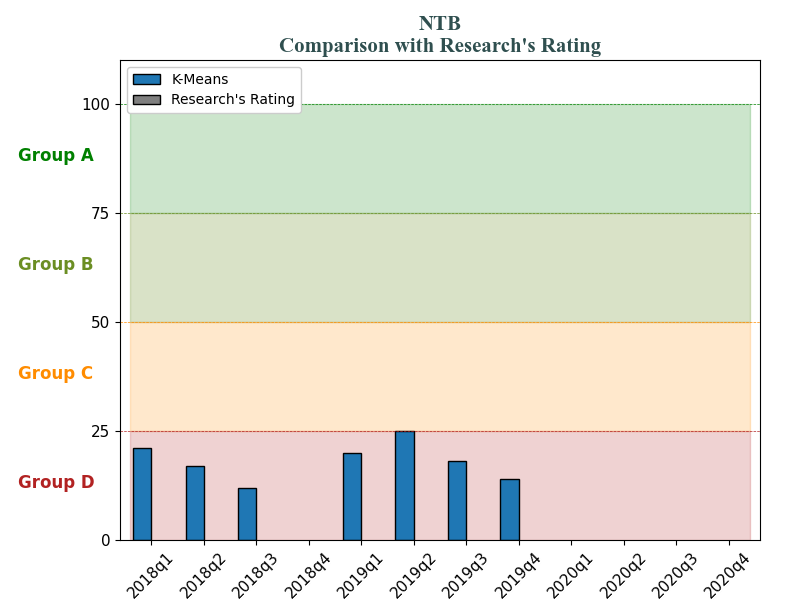 NTB
Comparison with Research's Rating
K-Means
Research's Rating
100
Group A
75
Group B
50
Group C
25
Group D
0
2018q1 2018q2 2018q3 2018q4 2019q1 2019q2 2019q3 2019q4 2020q1 2020q2 2020q3 2020q4